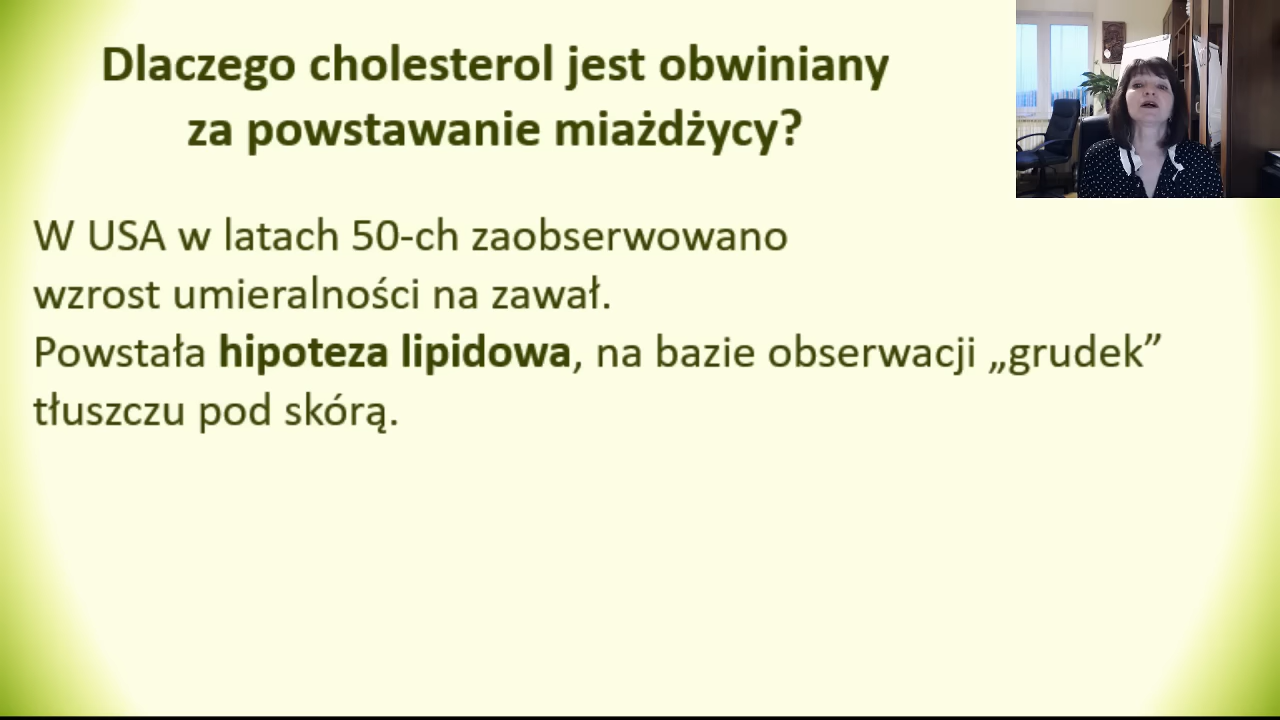 Dlaczego cholesterol jest obwiniany
za powstawanie miażdżycy?
W USA w latach 50-ch zaobserwowano
wzrost umieralności na zawał.
Powstała hipoteza lipidowa, na bazie obserwacji „grudek”
tłuszczu pod skórą.